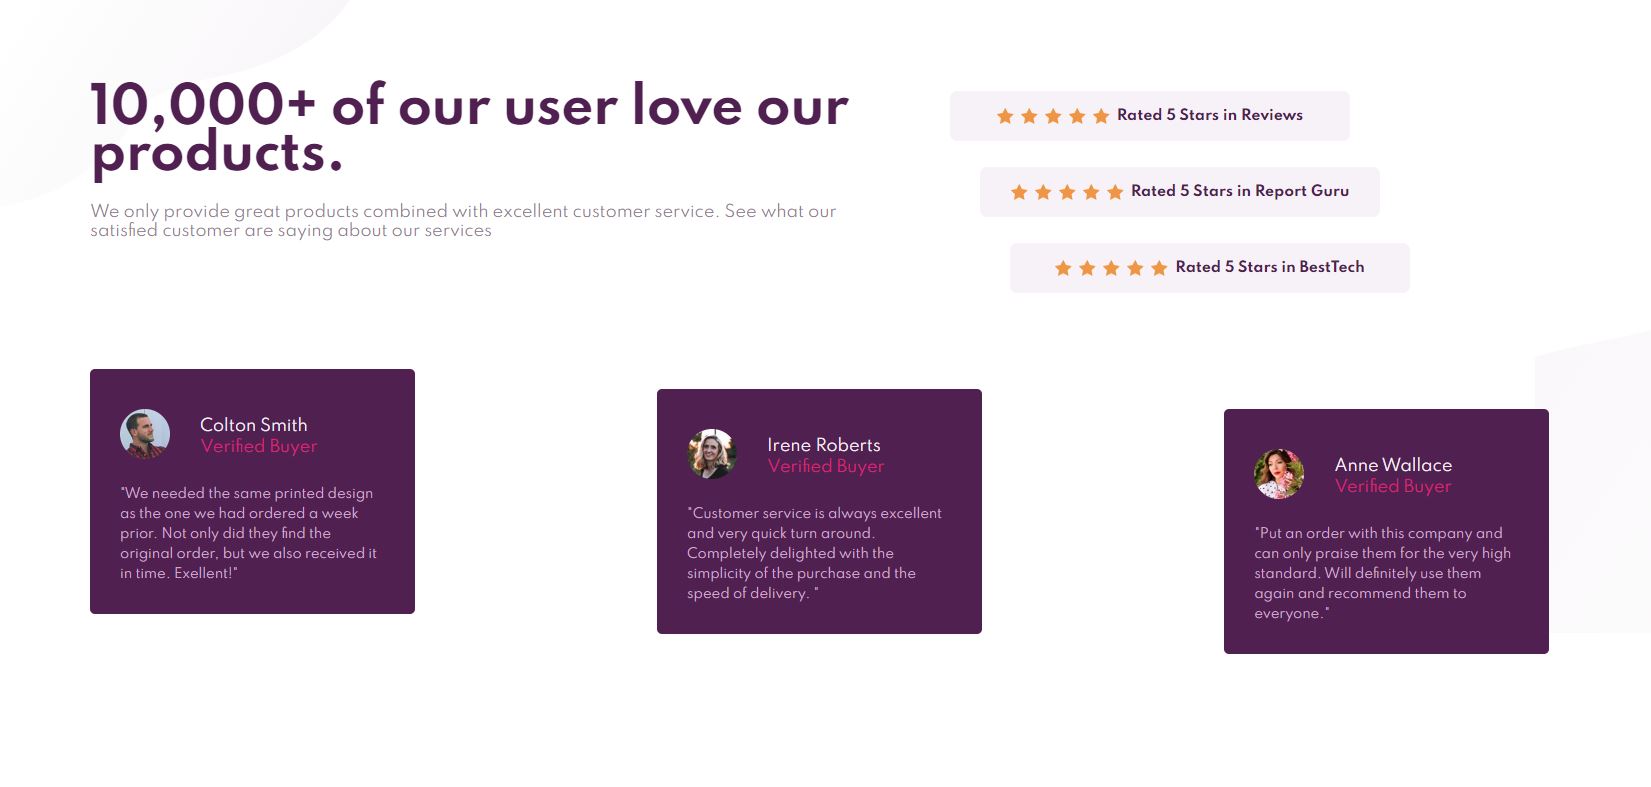 10,000+ of our user love our
products.
We only provide great products combined with excellent customer service. See what our
satisfied customer are saying about our services
Rated 5 Stars in Reviews
Rated 5 Stars in Report Guru
Rated 5 Stars in BestTech
Colton Smith
Verified Buyer
"We needed the same printed design
as the one we had ordered a week
prior. Not only did they find the
original order, but we also received it
in time. Exellent!"
Irene Roberts
Verified Buyer
"Customer service is always excellent
and very quick turn around.
Completely delighted with the
simplicity of the purchase and the
speed of delivery. "
Anne Wallace
Verified Buyer
"Put an order with this company and
can only praise them for the very high
standard. Will definitely use them
again and recommend them to
everyone."